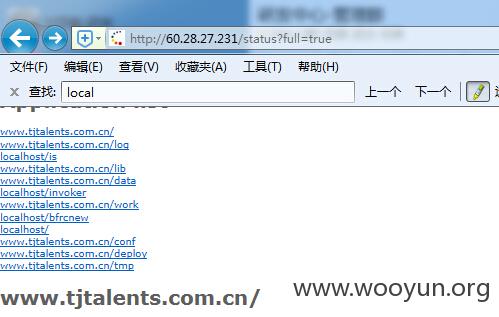 http://60.28.27.231/status?full=true
文件(F) 编辑(E) 查看(V) 收藏夹(A) 工具(T) 帮助(H)
× 查找: local 上一个 下一个
www.tjtalents.com.cn/
www.tjtalents.com.cn/log
localhost/is
www.tjtalents.com.cn/lib
www.tjtalents.com.cn/data
localhost/invoker
www.tjtalents.com.cn/work
localhost/bfrcnew
localhost/
www.tjtalents.com.cn/conf
www.tjtalents.com.cn/deploy
www.tjtalents.com.cn/tmp
www.tjtalents.com.cn/
www.wooyun.org